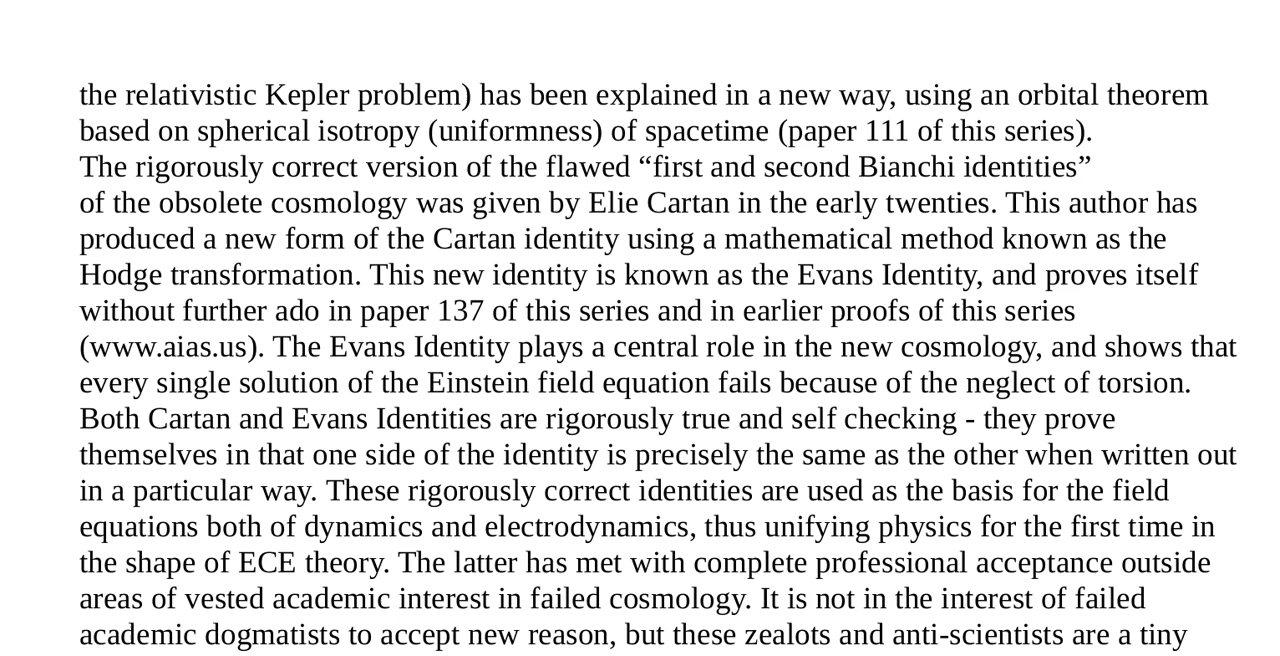 the relativistic Kepler problem) has been explained in a new way, using an orbital theorem
based on spherical isotropy (uniformness) of spacetime (paper 111 of this series).
The rigorously correct version of the flawed “first and second Bianchi identities”
of the obsolete cosmology was given by Elie Cartan in the early twenties. This author has
produced a new form of the Cartan identity using a mathematical method known as the
Hodge transformation. This new identity is known as the Evans Identity, and proves itself
without further ado in paper 137 of this series and in earlier proofs of this series
(www.aias.us). The Evans Identity plays a central role in the new cosmology, and shows that
every single solution of the Einstein field equation fails because of the neglect of torsion.
Both Cartan and Evans Identities are rigorously true and self checking - they prove
themselves in that one side of the identity is precisely the same as the other when written out
in a particular way. These rigorously correct identities are used as the basis for the field
equations both of dynamics and electrodynamics, thus unifying physics for the first time in
the shape of ECE theory. The latter has met with complete professional acceptance outside
areas of vested academic interest in failed cosmology. It is not in the interest of failed
academic dogmatists to accept new reason, but these zealots and anti-scientists are a tiny